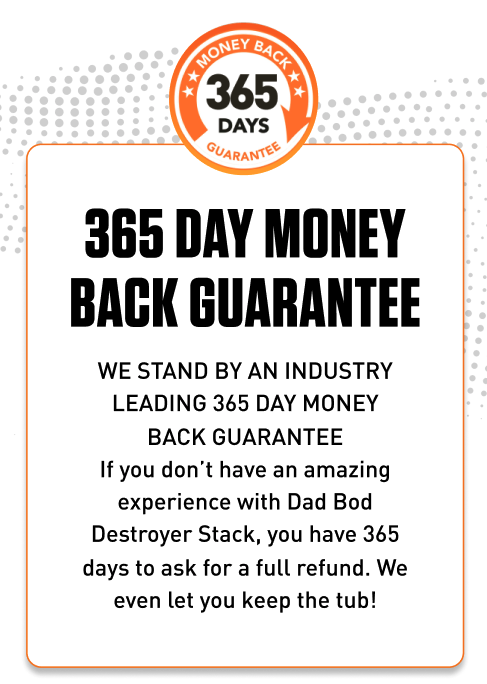 MONEY BACK
365
DAYS
GUARANTEE
365 DAY MONEY
BACK GUARANTEE
WE STAND BY AN INDUSTRY
LEADING 365 DAY MONEY
BACK GUARANTEE
If you don’t have an amazing
experience with Dad Bod
Destroyer Stack, you have 365
days to ask for a full refund. We
even let you keep the tub!